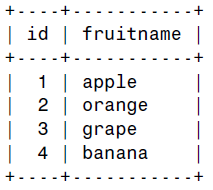 +----+-----------+
| id | fruitname |
+----+-----------+
|  1 | apple     |
|  2 | orange    |
|  3 | grape     |
|  4 | banana    |
+----+-----------+